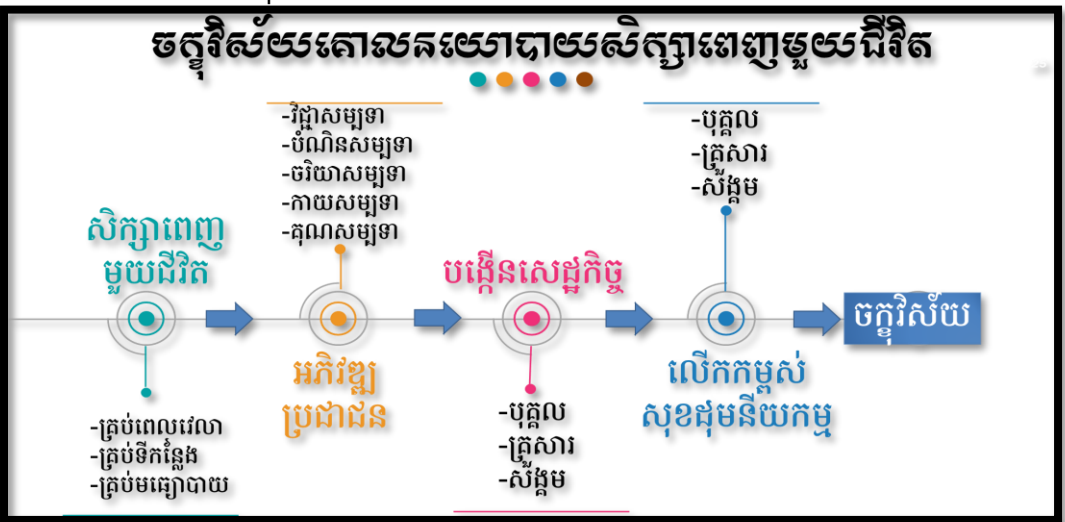 ចក្ខុវិស័យគោលនយោបាយសិក្សាពេញមួយជីវិត
សិក្សាពេញ
មួយជីវិត
-គ្រប់ពេលវេលា
-គ្រប់ទីកន្លែង
-គ្រប់មធ្យោបាយ
-វិជ្ជាសម្បទា
-បំណិនសម្បទា
-ចរិយាសម្បទា
-កាយសម្បទា
-គុណសម្បទា
អភិវឌ្ឍ
ប្រជាជន
បង្កើនសេដ្ឋកិច្ច
-បុគ្គល
-គ្រួសារ
-សង្គម
-បុគ្គល
-គ្រួសារ
-សង្គម
លើកកម្ពស់
សុខដុមនីយកម្ម
ចក្ខុវិស័យ